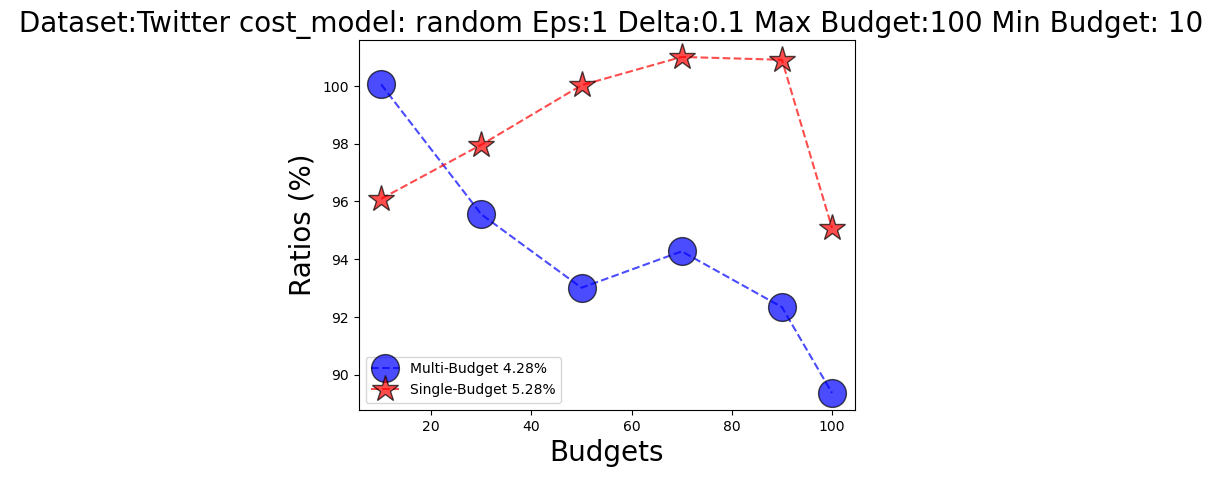 Dataset:Twitter cost_model: random Eps:1 Delta:0.1 Max Budget:100 Min Budget: 10
Ratios (%)
100
98
96
94
92
90
Multi-Budget 4.28%
Single-Budget 5.28%
20 40 60 80 100
Budgets